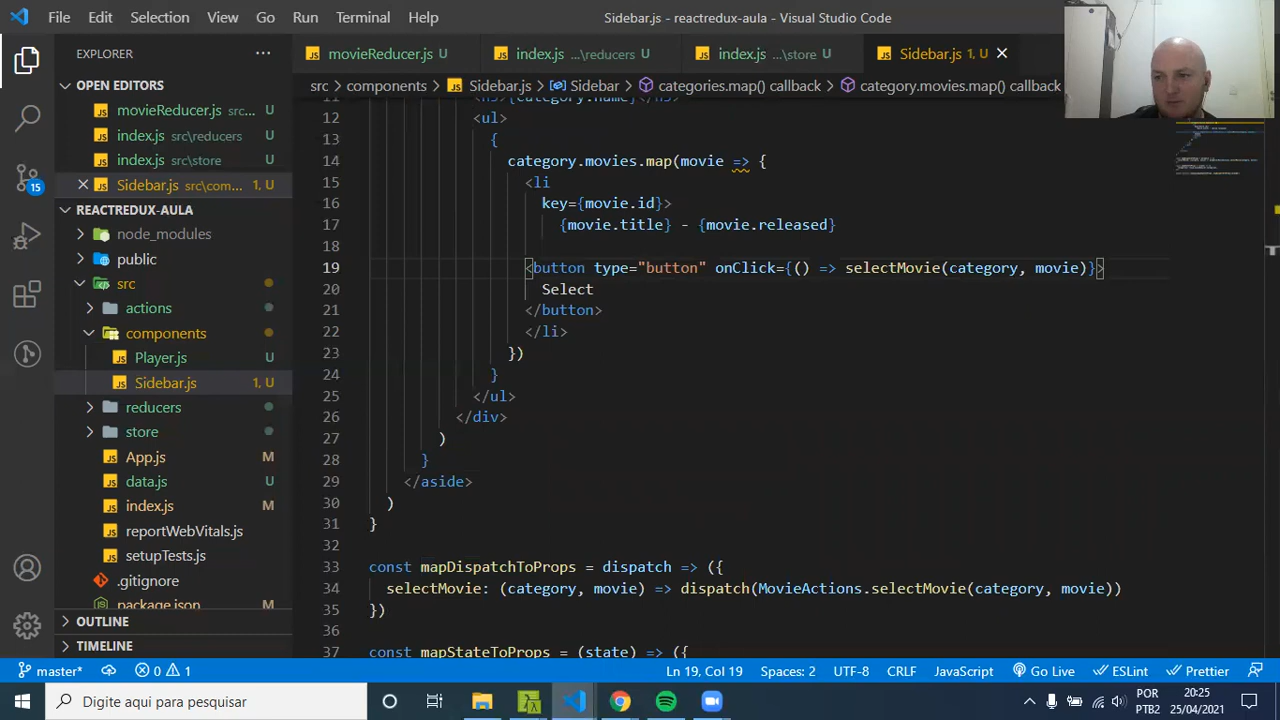 File Edit Selection View Go Run Terminal Help
Sidebar.js - reactredux-aula - Visual Studio Code
EXPLORER
OPEN EDITORS
movieReducer.js src...
index.js src\reducers
index.js src\store
Sidebar.js src\com... 1, U
REACTREDUX-AULA
node_modules
public
src
actions
components
Player.js U
Sidebar.js 1, U
reducers
store
App.js M
data.js U
index.js M
reportWebVitals.js
setupTests.js
.gitignore
package.json
OUTLINE
TIMELINE
15
movieReducer.js U
index.js ...\reducers U
index.js ...\store U
Sidebar.js 1, U
src > components > Sidebar.js > Sidebar > categories.map() callback > category.movies.map() callback
11 <h3>{category.name}</h3>
12 <ul>
13 {
14 category.movies.map(movie => {
15 <li
16 key={movie.id}>
17 {movie.title} - {movie.released}
18
19 <button type="button" onClick={() => selectMovie(category, movie)}>
20 Select
21 </button>
22 </li>
23 })
24 }
25 </ul>
26 </div>
27 )
28 }
29 </aside>
30 )
31 }
32
33 const mapDispatchToProps = dispatch => ({
34 selectMovie: (category, movie) => dispatch(MovieActions.selectMovie(category, movie))
35 })
36
37 const mapStateToProps = (state) => ({
master* 0 1 Ln 19, Col 19 Spaces: 2 UTF-8 CRLF JavaScript Go Live ESLint Prettier
Digite aqui para pesquisar
POR
PTB2
20:25
25/04/2021